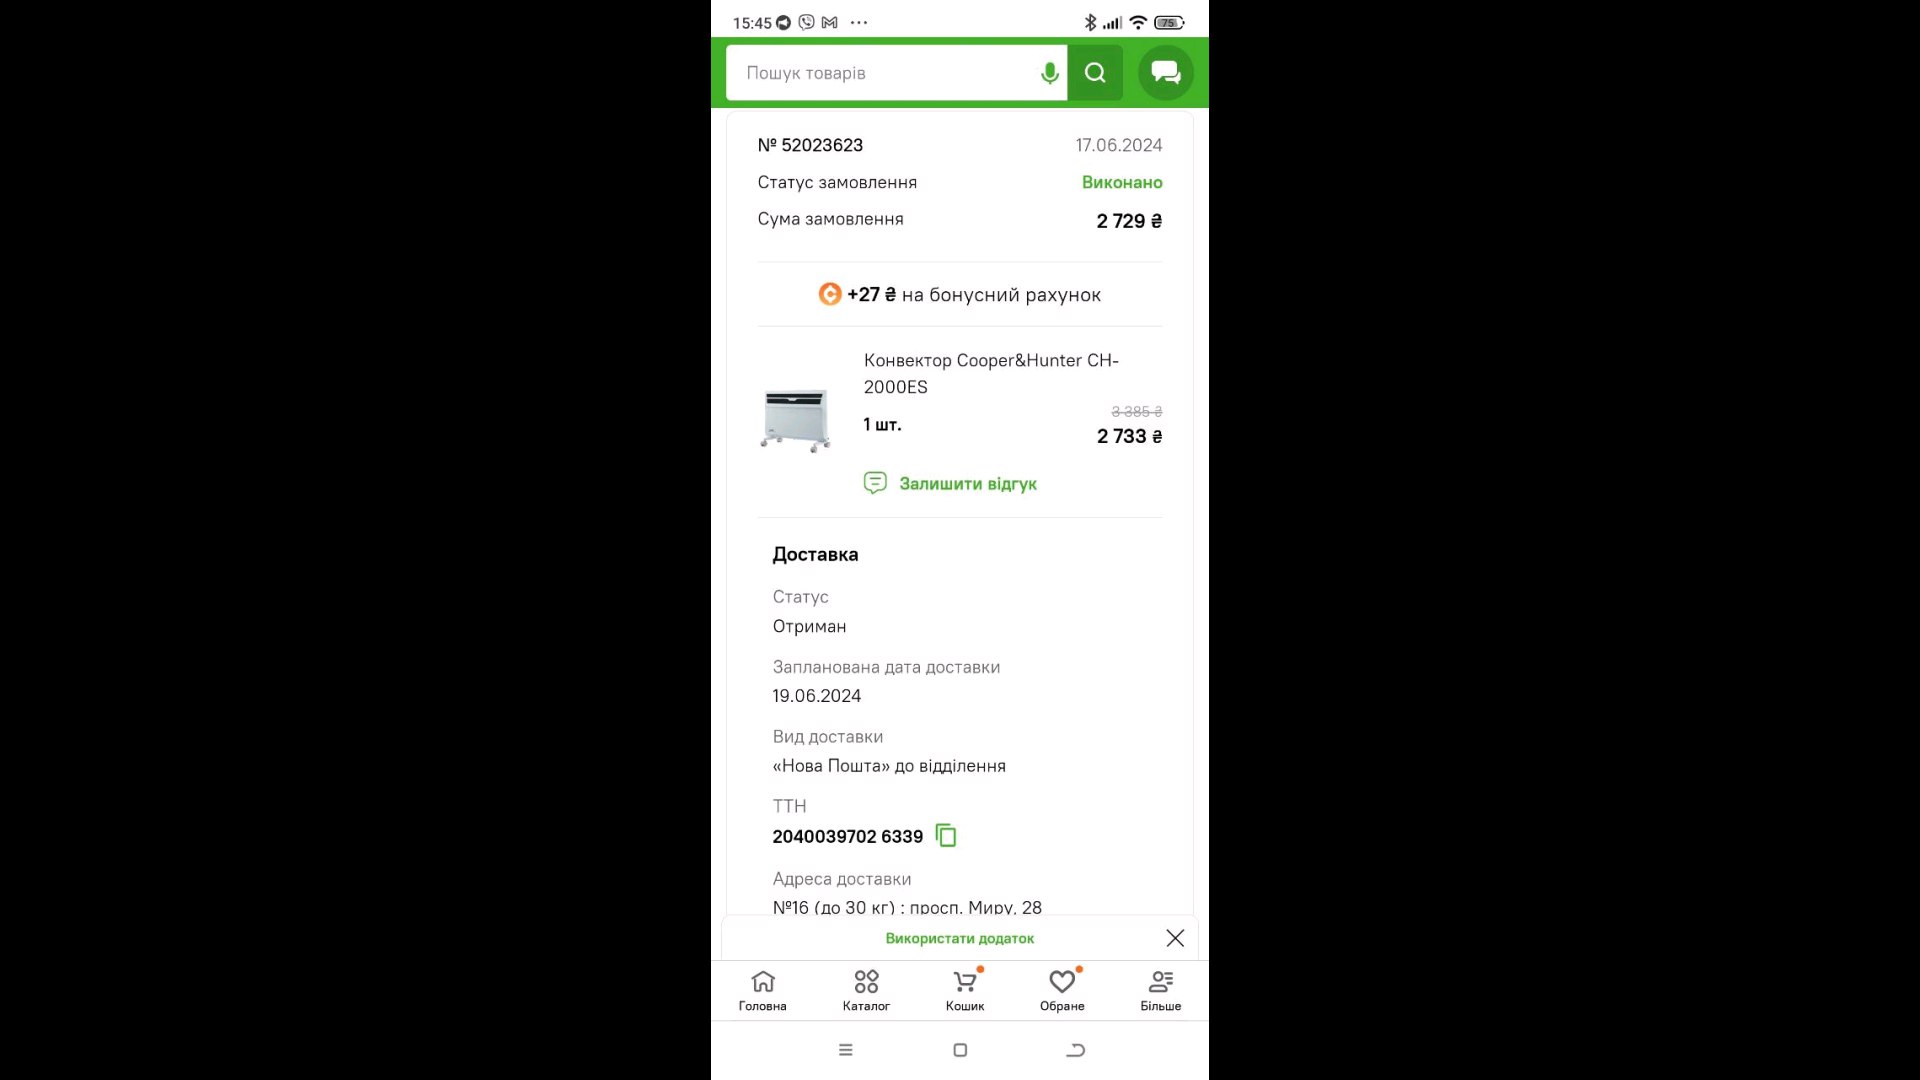 15:45
75
Пошук товарів
№ 52023623
17.06.2024
Статус замовлення
Виконано
Сума замовлення
2 729 ₴
+27 ₴ на бонусний рахунок
Конвектор Cooper&Hunter CH-
2000ES
3 385 ₴
1 шт.
2 733 ₴
Залишити відгук
Доставка
Статус
Отриман
Запланована дата доставки
19.06.2024
Вид доставки
«Нова Пошта» до відділення
ТТН
2040039702 6339
Адреса доставки
№16 (до 30 кг) : просп. Миру, 28
Використати додаток
Головна
Каталог
Кошик
Обране
Більше